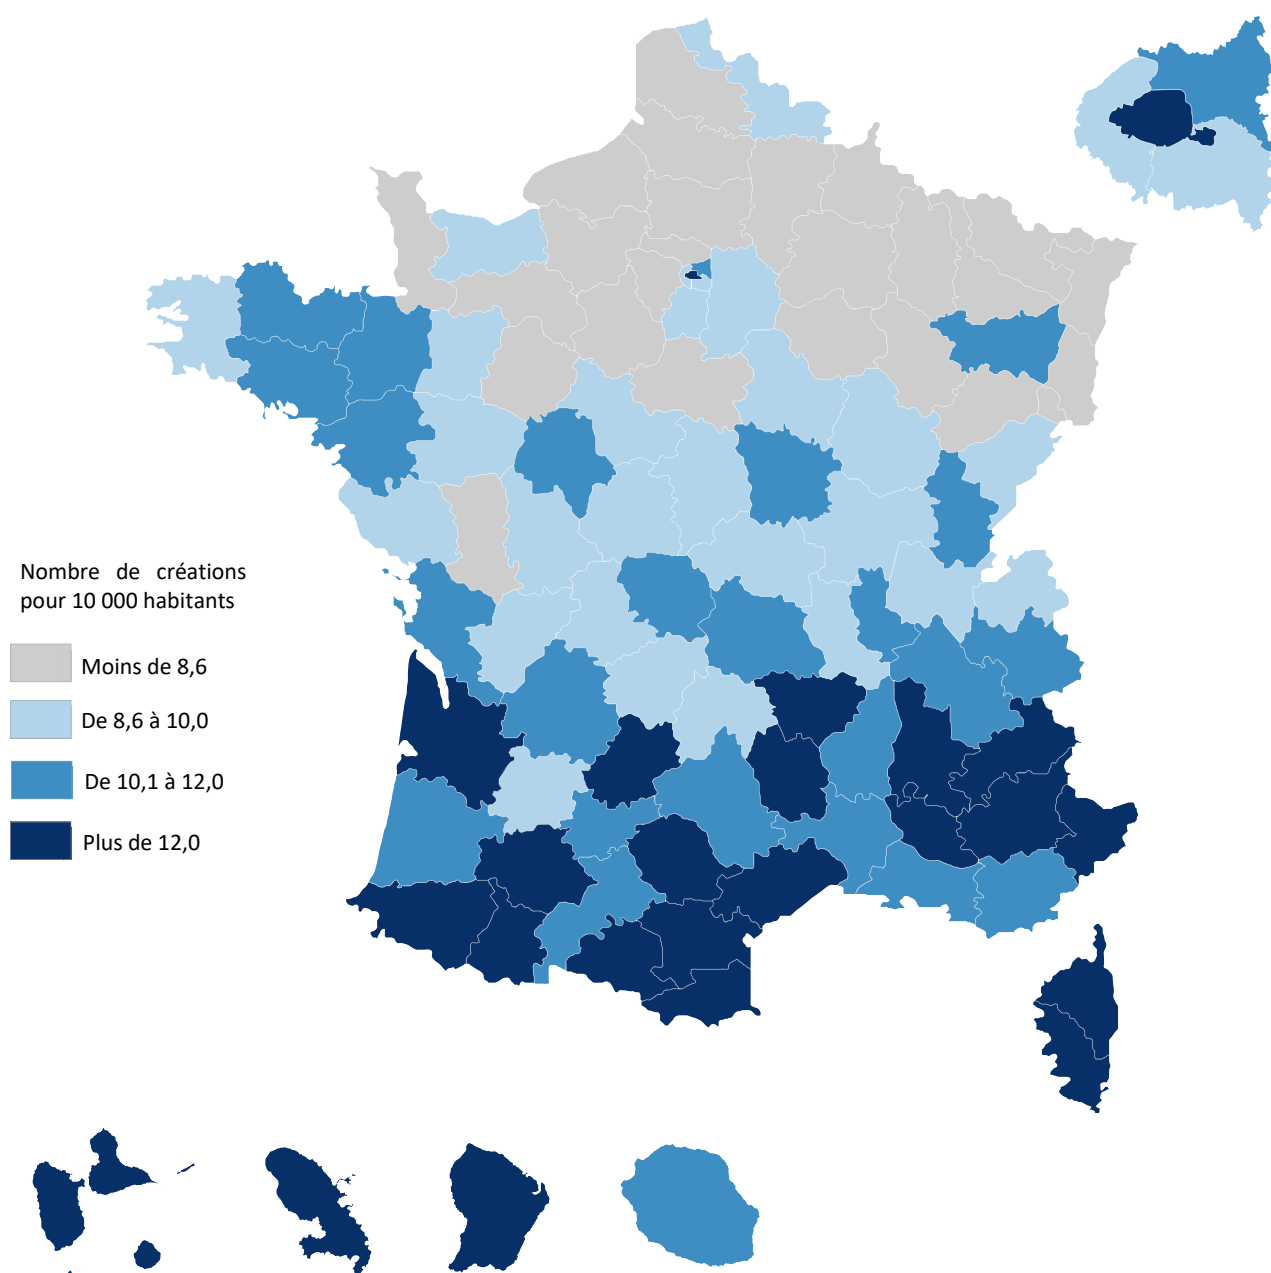 Nombre de créations
pour 10 000 habitants
Moins de 8,6
De 8,6 à 10,0
De 10,1 à 12,0
Plus de 12,0